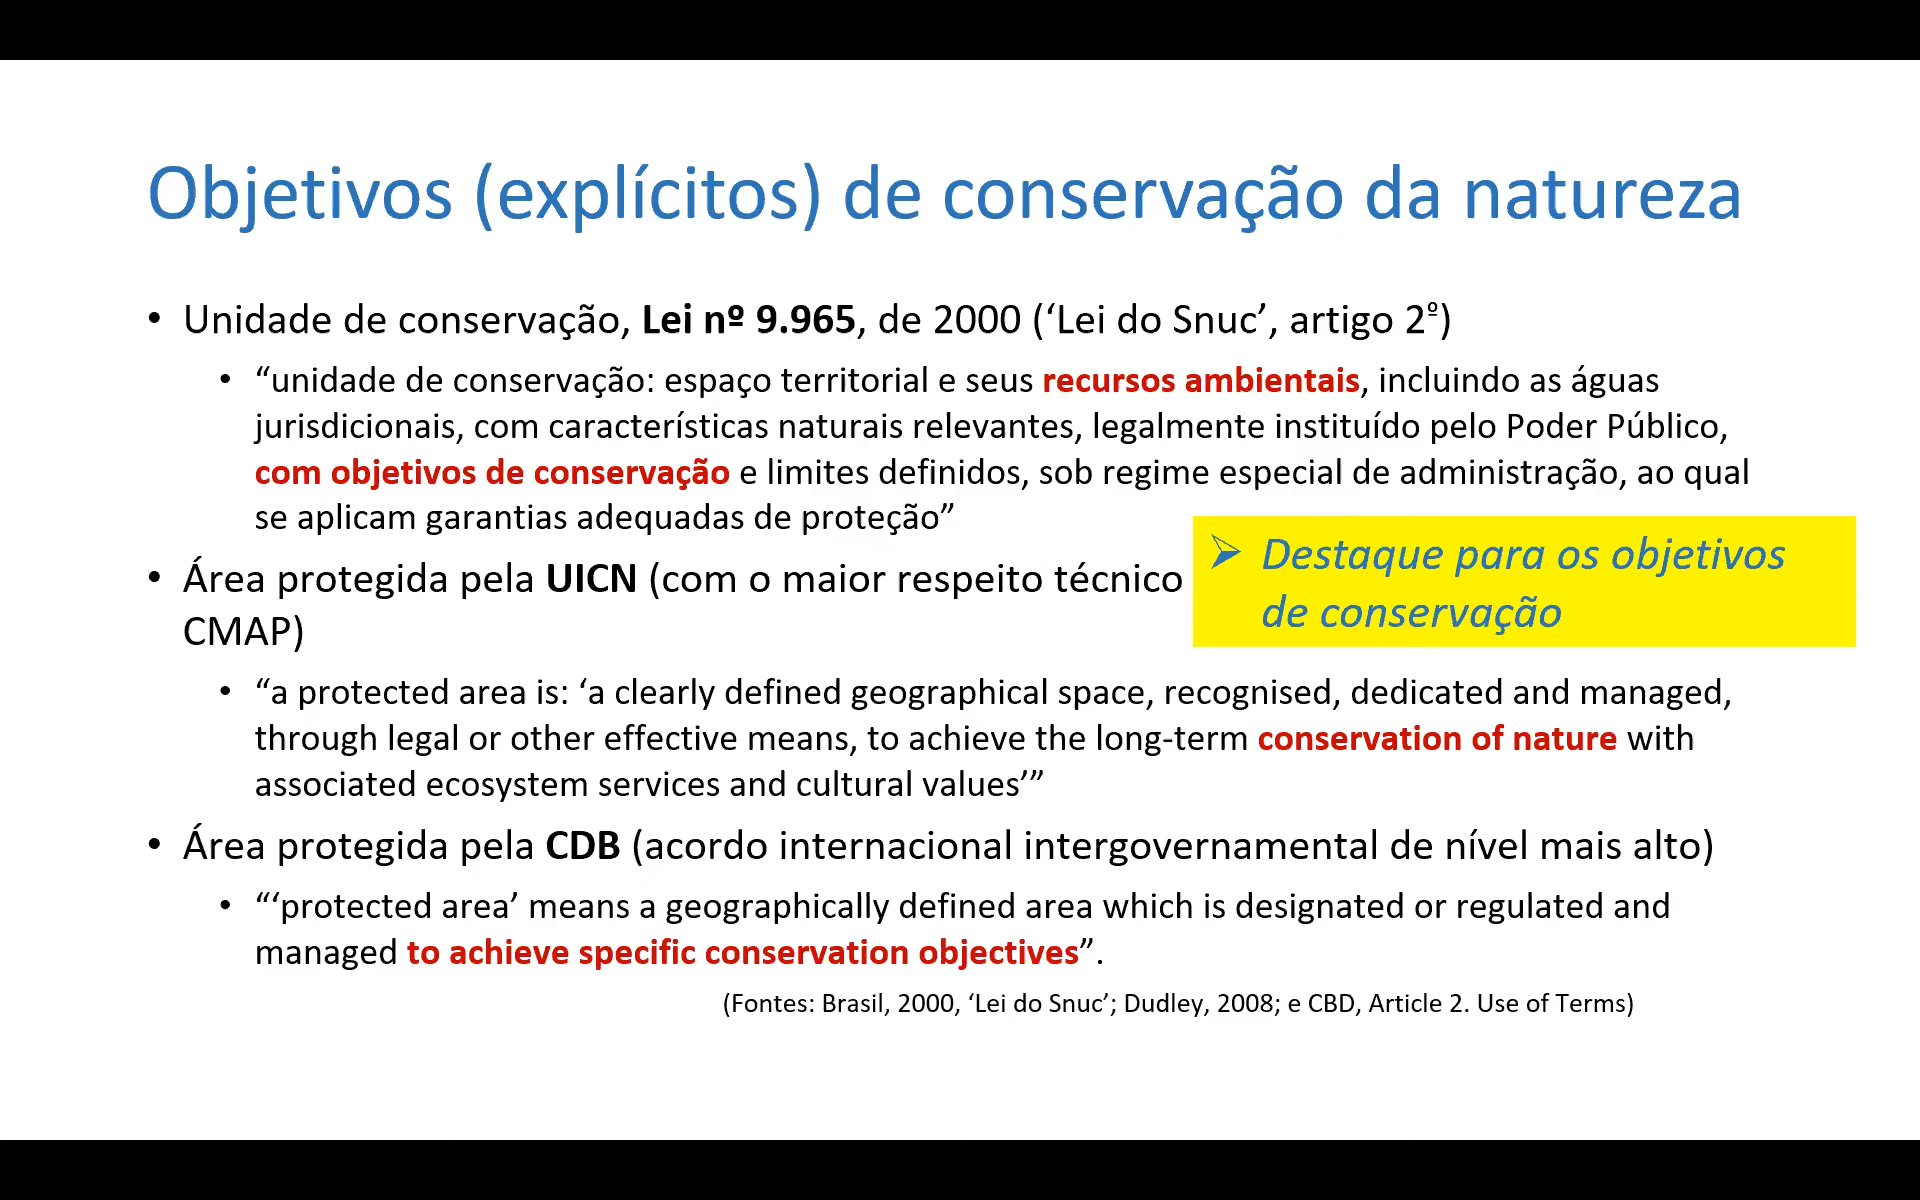 Objetivos (explícitos) de conservação da natureza
• Unidade de conservação, Lei nº 9.965, de 2000 (‘Lei do Snuc’, artigo 2º)
• “unidade de conservação: espaço territorial e seus recursos ambientais, incluindo as águas
jurisdicionais, com características naturais relevantes, legalmente instituído pelo Poder Público,
com objetivos de conservação e limites definidos, sob regime especial de administração, ao qual
se aplicam garantias adequadas de proteção”
• Área protegida pela UICN (com o maior respeito técnico
CMAP)
➢ Destaque para os objetivos
de conservação
• “a protected area is: ‘a clearly defined geographical space, recognised, dedicated and managed,
through legal or other effective means, to achieve the long-term conservation of nature with
associated ecosystem services and cultural values’”
• Área protegida pela CDB (acordo internacional intergovernamental de nível mais alto)
• “‘protected area’ means a geographically defined area which is designated or regulated and
managed to achieve specific conservation objectives”.
(Fontes: Brasil, 2000, ‘Lei do Snuc’; Dudley, 2008; e CBD, Article 2. Use of Terms)